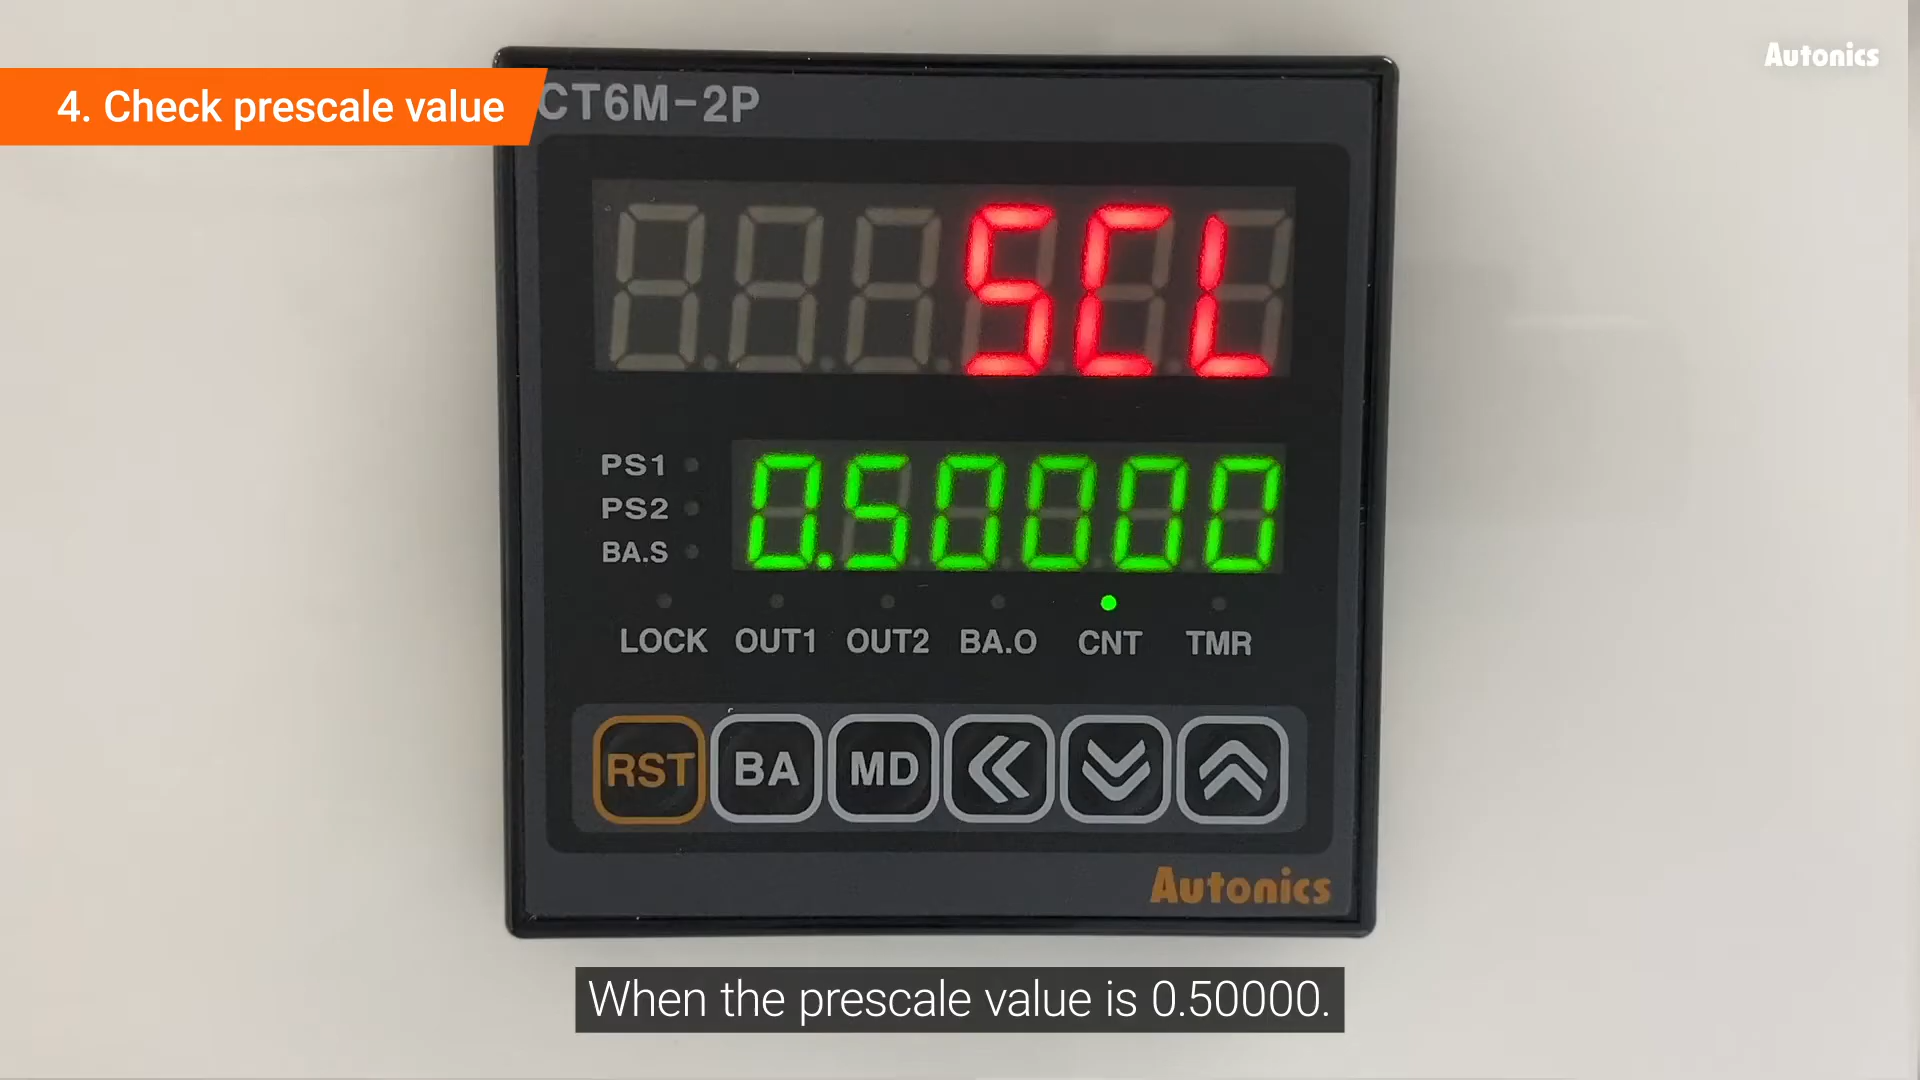 Autonics
4. Check prescale value
CT6M-2P
SCL
PS1
PS2
BA.S
0.50000
LOCK OUT1 OUT2 BA.O CNT TMR
RST BA MD
Autonics
When the prescale value is 0.50000.